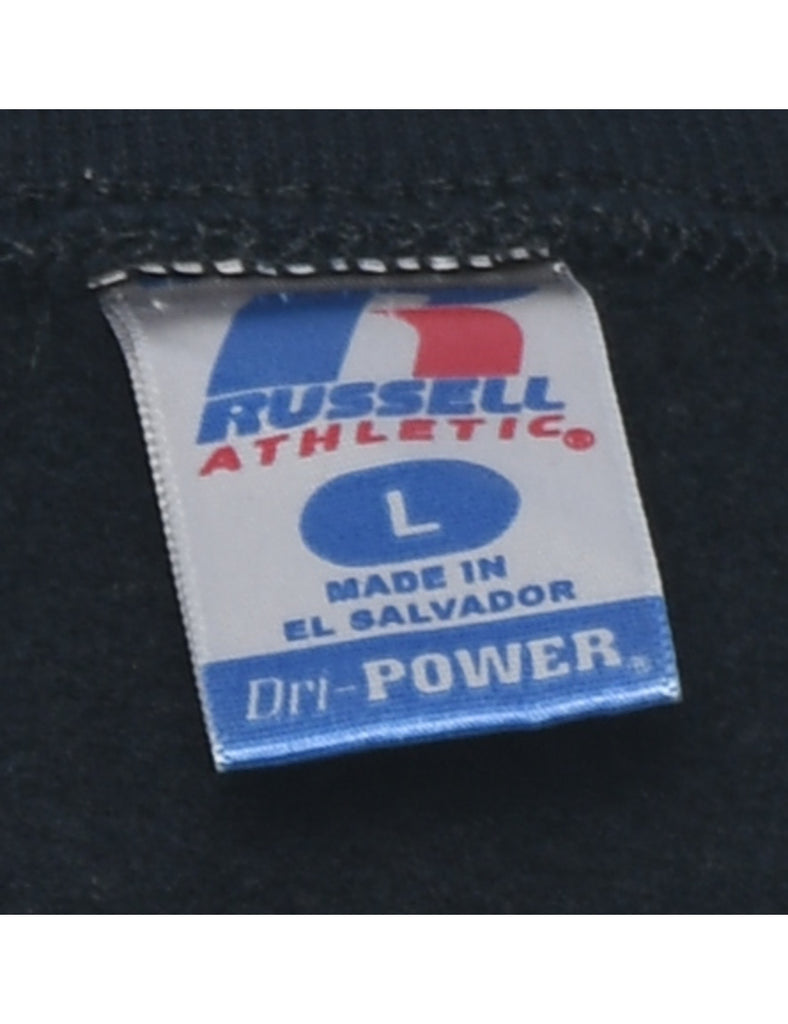 RUSSELL
ATHLETIC®
L
MADE IN
EL SALVADOR
Dri-POWER®